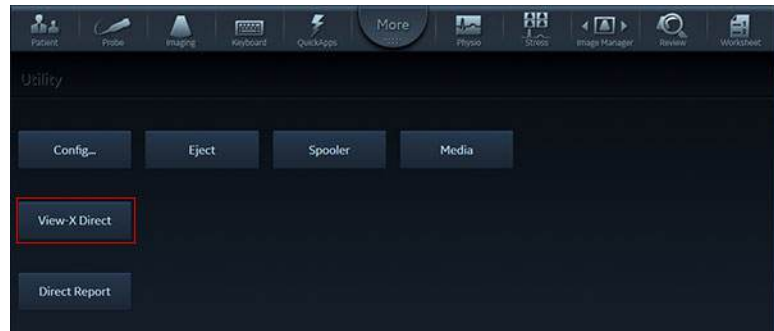 More
Patient Probe Imaging Keyboard QuickApps Physio Stress Image Manager Review Worksheet
Utility
Config... Eject Spooler Media
View-X Direct
Direct Report